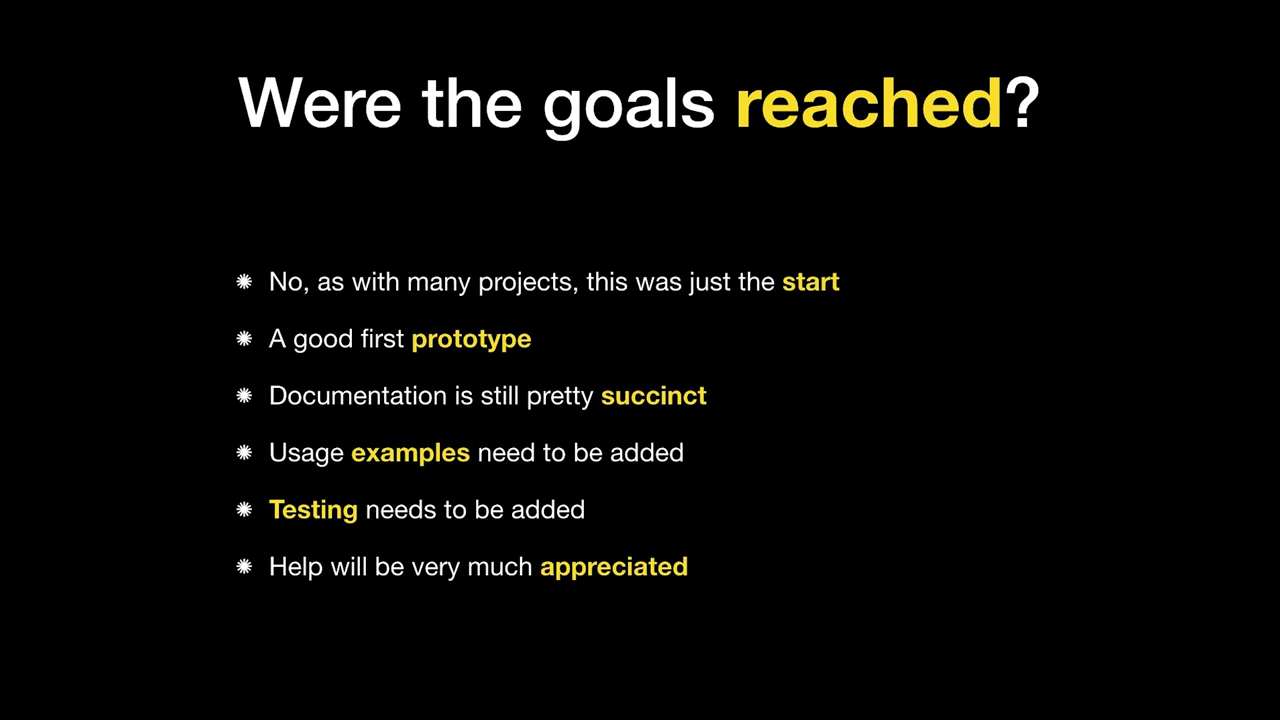 Were the goals reached?
No, as with many projects, this was just the start
A good first prototype
Documentation is still pretty succinct
Usage examples need to be added
Testing needs to be added
Help will be very much appreciated